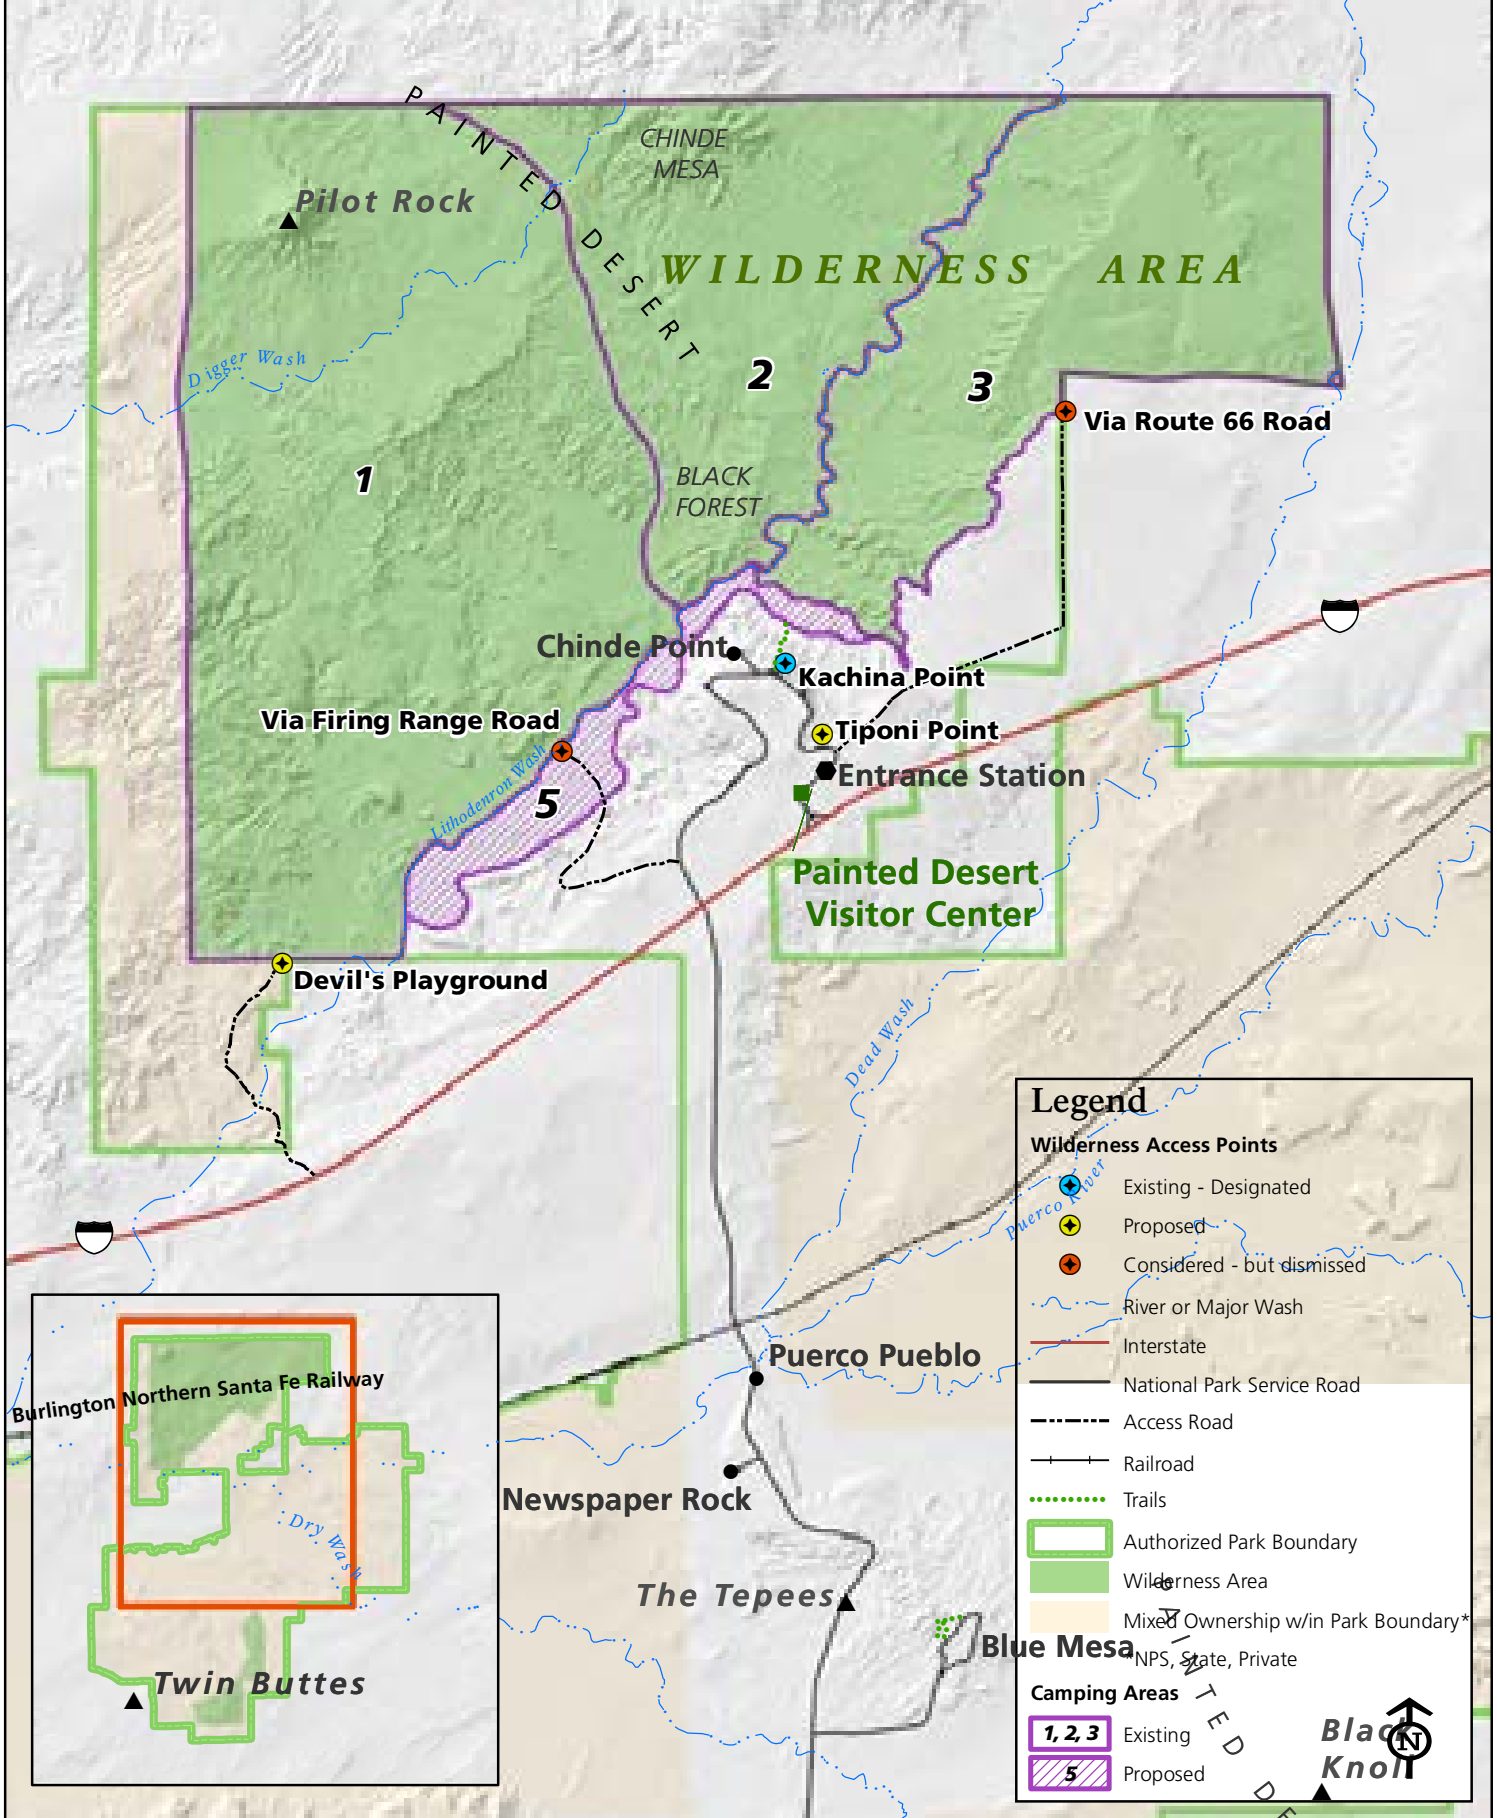 PAINTED DESERT
CHINDE
MESA
Pilot Rock
WILDERNESS AREA
Digger Wash
2
3
Via Route 66 Road
1
BLACK
FOREST
Chinde Point
Kachina Point
Via Firing Range Road
Tiponi Point
Lithodenron Wash
Entrance Station
5
Painted Desert
Visitor Center
Devil's Playground
Dead Wash
Puerco River
Legend
Wilderness Access Points
Existing - Designated
Proposed
Considered - but dismissed
River or Major Wash
Interstate
National Park Service Road
Access Road
Railroad
Trails
Authorized Park Boundary
Wilderness Area
Mixed Ownership w/in Park Boundary*
*NPS, State, Private
Camping Areas
1, 2, 3 Existing
5 Proposed
N
PAINTED DE
Black
Knoll
Burlington Northern Santa Fe Railway
Dry Wash
Twin Buttes
Puerco Pueblo
Newspaper Rock
The Tepees
Blue Mesa